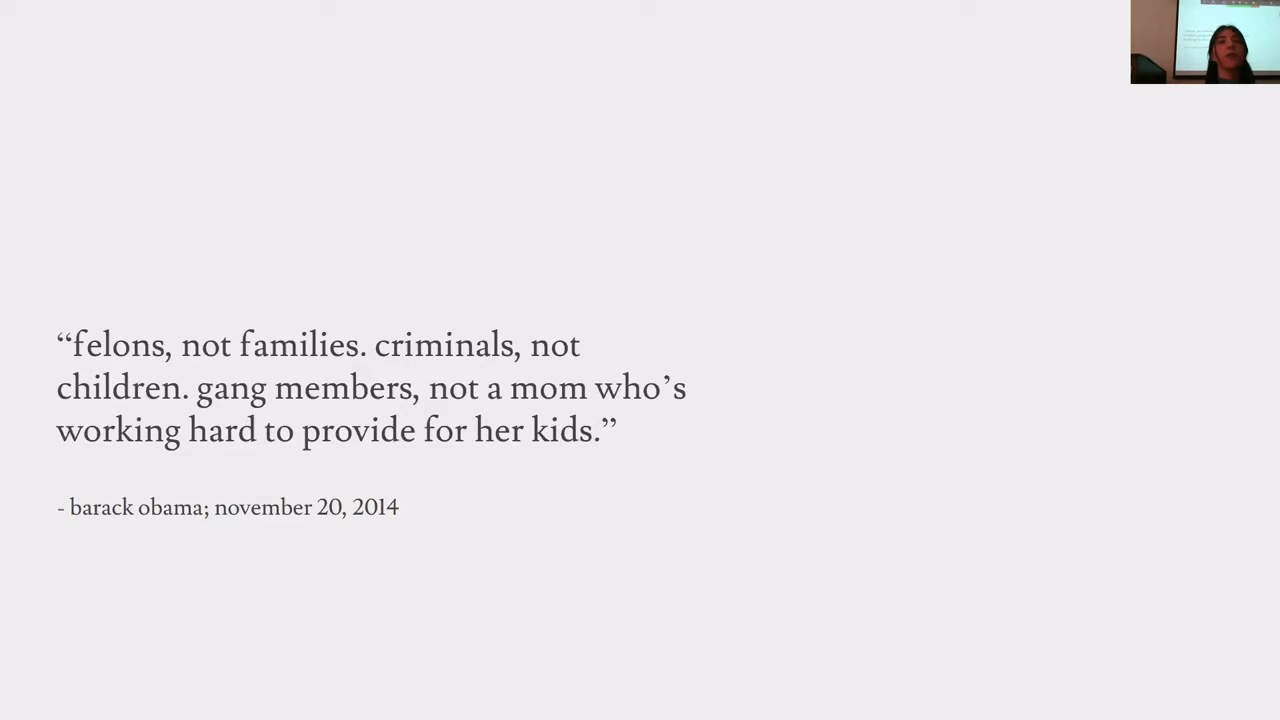 “felons, not families. criminals, not
children. gang members, not a mom who’s
working hard to provide for her kids.”
- barack obama; november 20, 2014